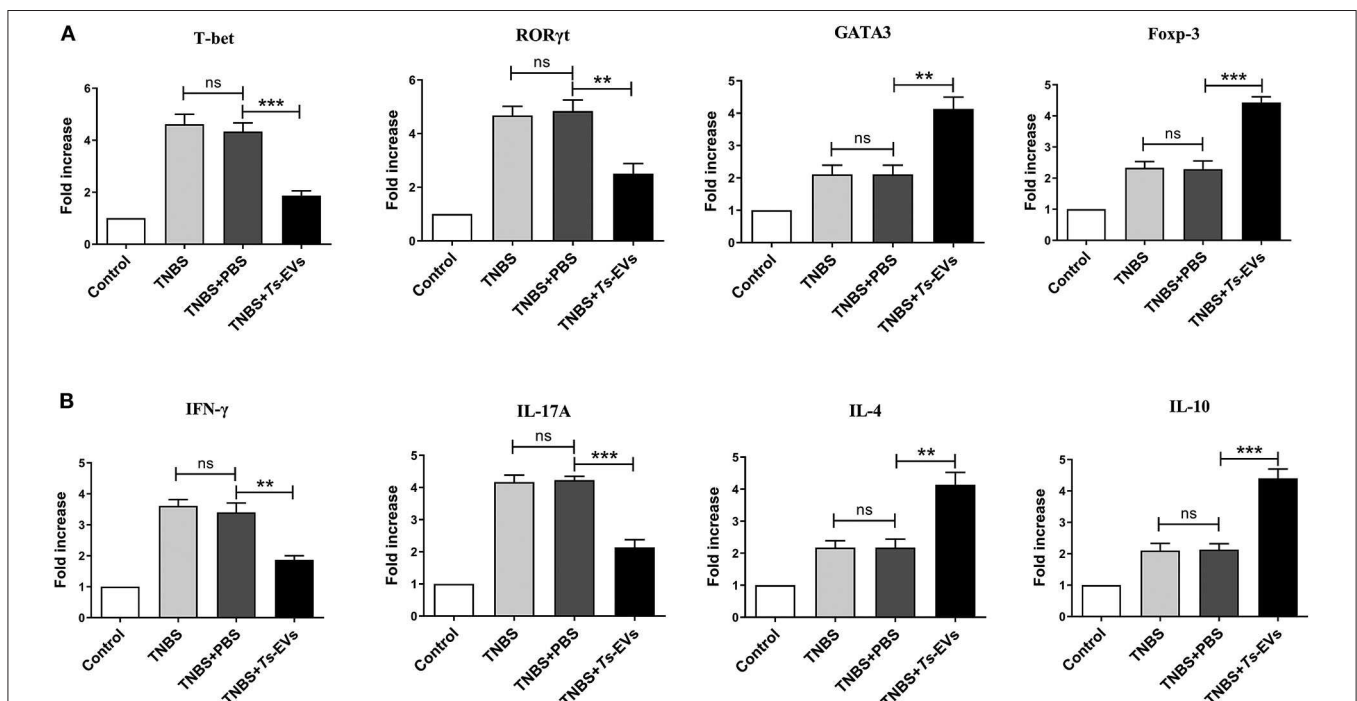 A
T-bet
Fold increase
6
4
2
0
ns
***
Control
TNBS
TNBS+PBS
TNBS+Ts-EVs
RORγt
Fold increase
6
4
2
0
ns
**
Control
TNBS
TNBS+PBS
TNBS+Ts-EVs
GATA3
Fold increase
5
4
3
2
1
0
ns
**
Control
TNBS
TNBS+PBS
TNBS+Ts-EVs
Foxp-3
Fold increase
5
4
3
2
1
0
ns
***
Control
TNBS
TNBS+PBS
TNBS+Ts-EVs
B
IFN-γ
Fold increase
5
4
3
2
1
0
ns
**
Control
TNBS
TNBS+PBS
TNBS+Ts-EVs
IL-17A
Fold increase
5
4
3
2
1
0
ns
***
Control
TNBS
TNBS+PBS
TNBS+Ts-EVs
IL-4
Fold increase
5
4
3
2
1
0
ns
**
Control
TNBS
TNBS+PBS
TNBS+Ts-EVs
IL-10
Fold increase
5
4
3
2
1
0
ns
***
Control
TNBS
TNBS+PBS
TNBS+Ts-EVs